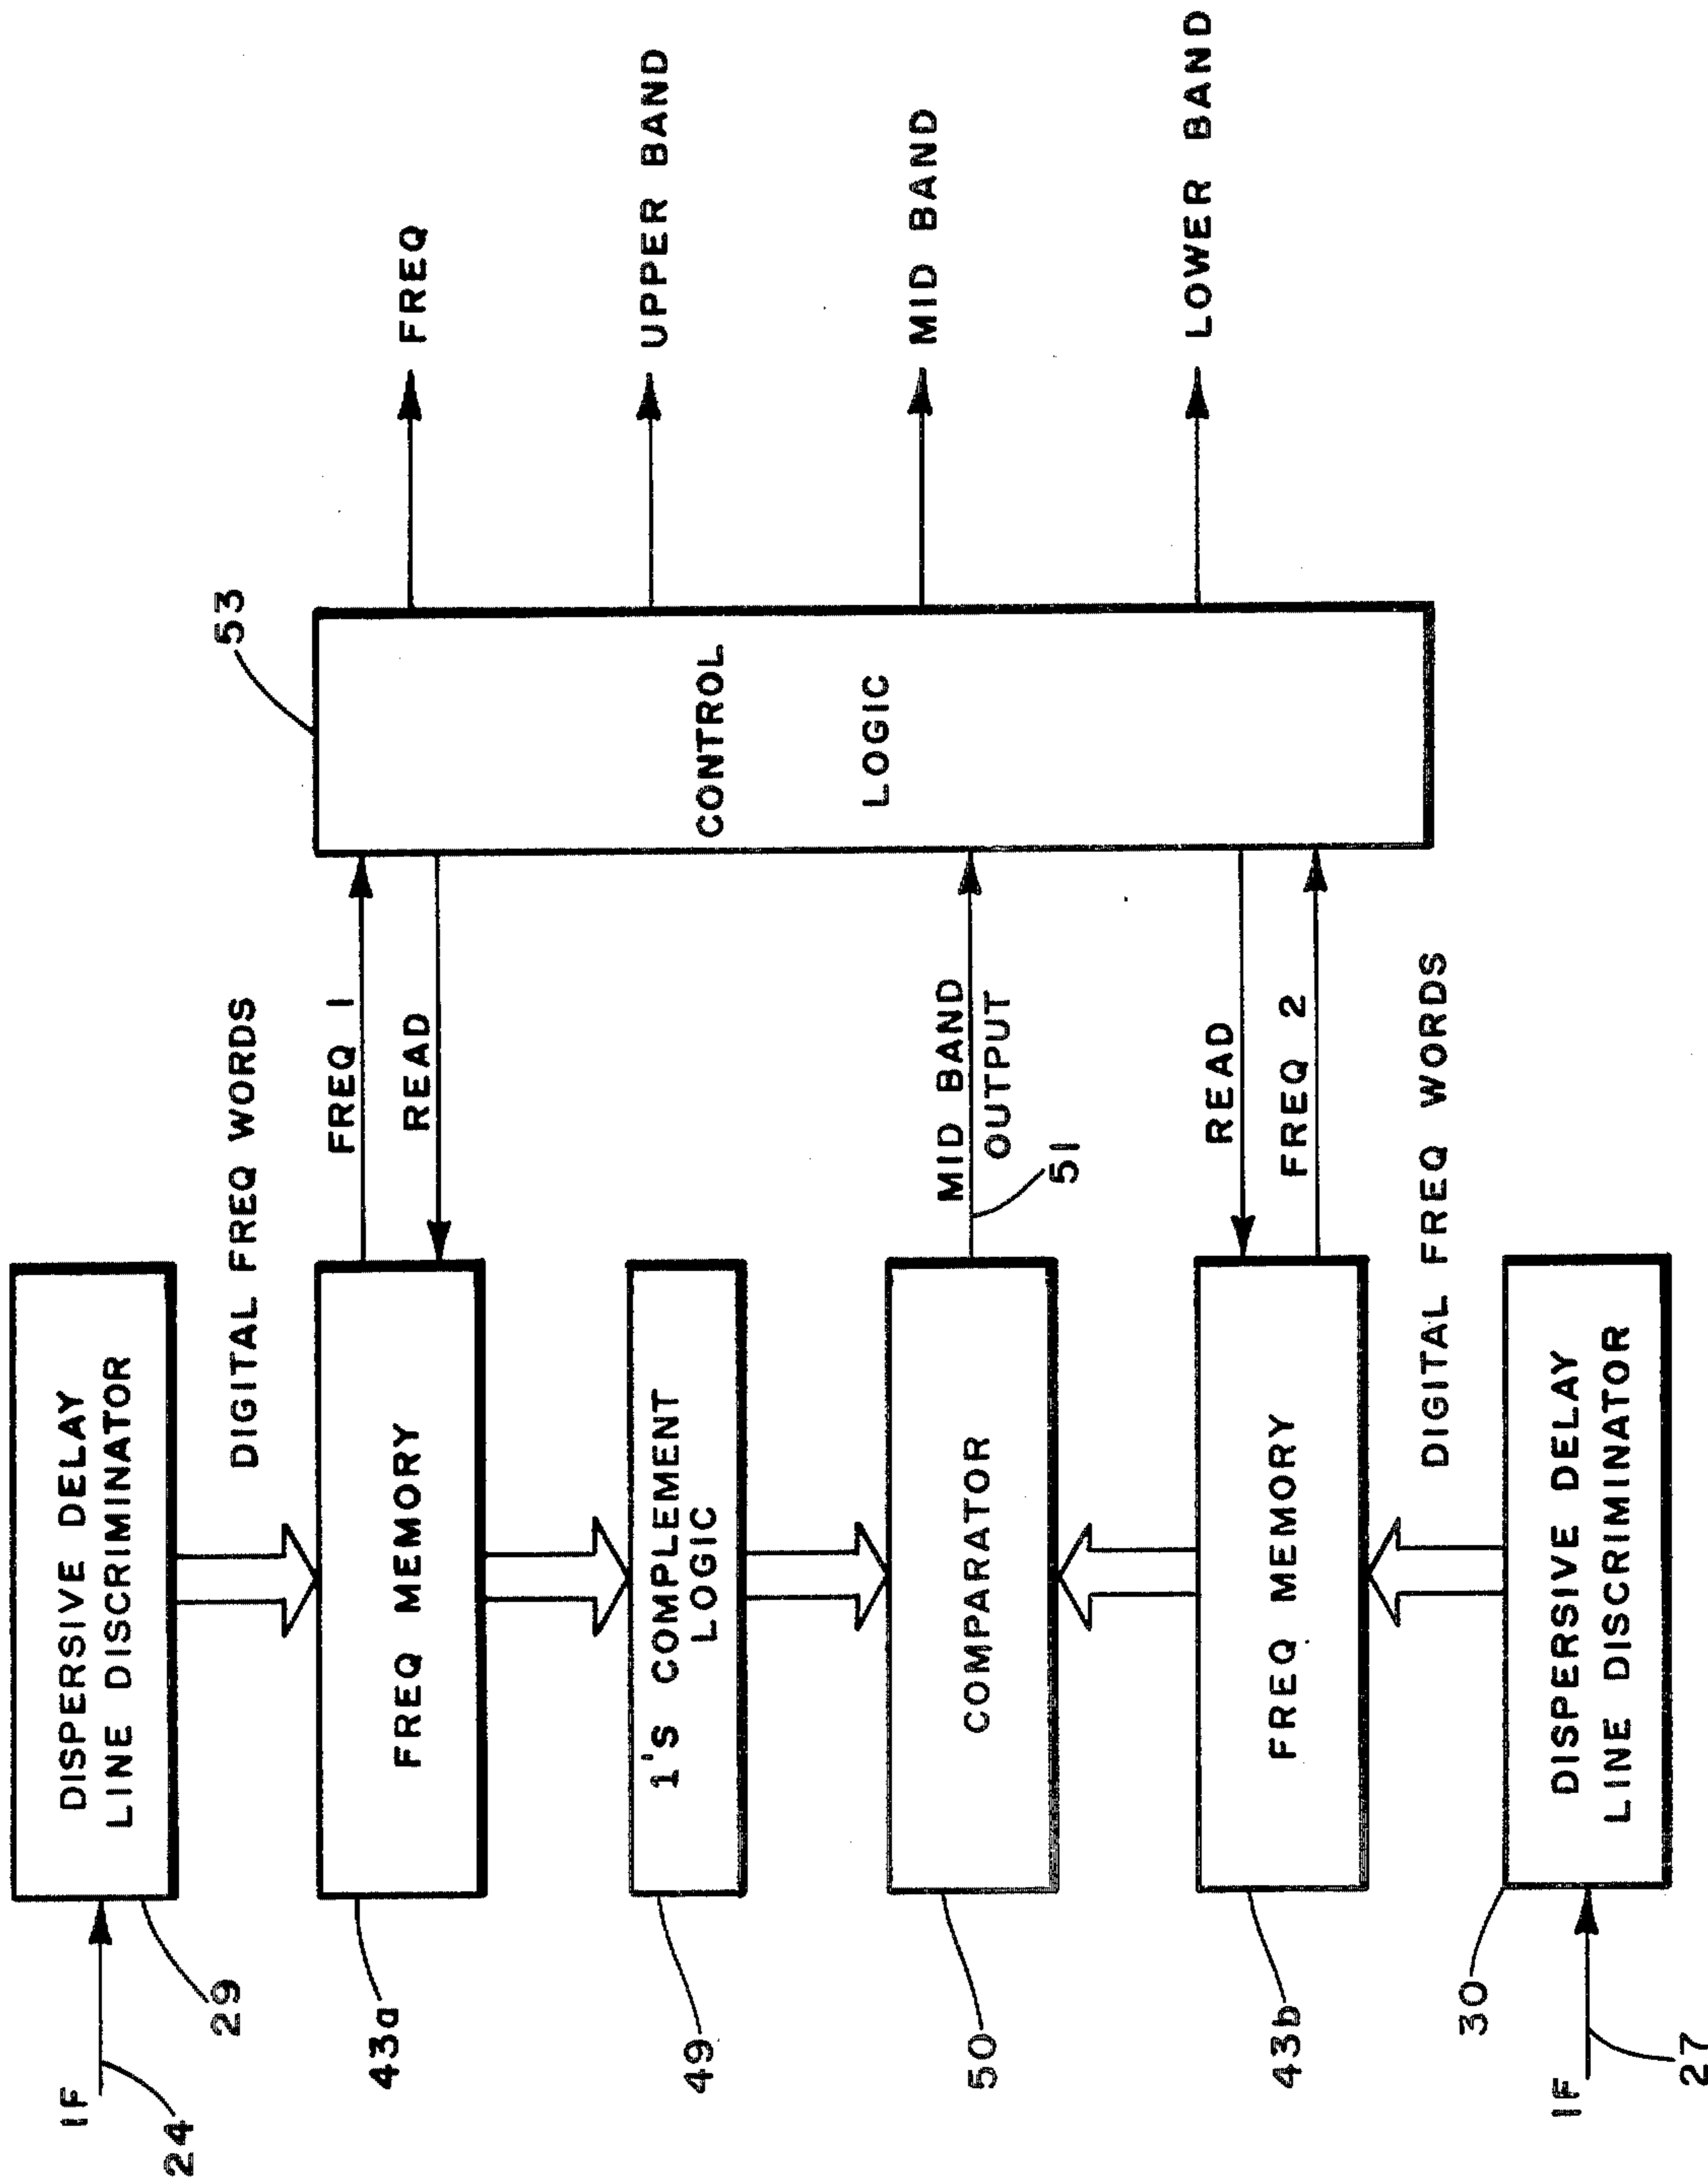 IF
24
DISPERSIVE DELAY
LINE DISCRIMINATOR
29
DIGITAL FREQ WORDS
43a
FREQ MEMORY
FREQ 1
READ
53
CONTROL
LOGIC
FREQ
UPPER BAND
MID BAND
LOWER BAND
49
1'S COMPLEMENT
LOGIC
50
COMPARATOR
MID BAND
OUTPUT
51
43b
FREQ MEMORY
READ
FREQ 2
DIGITAL FREQ WORDS
30
DISPERSIVE DELAY
LINE DISCRIMINATOR
IF
27